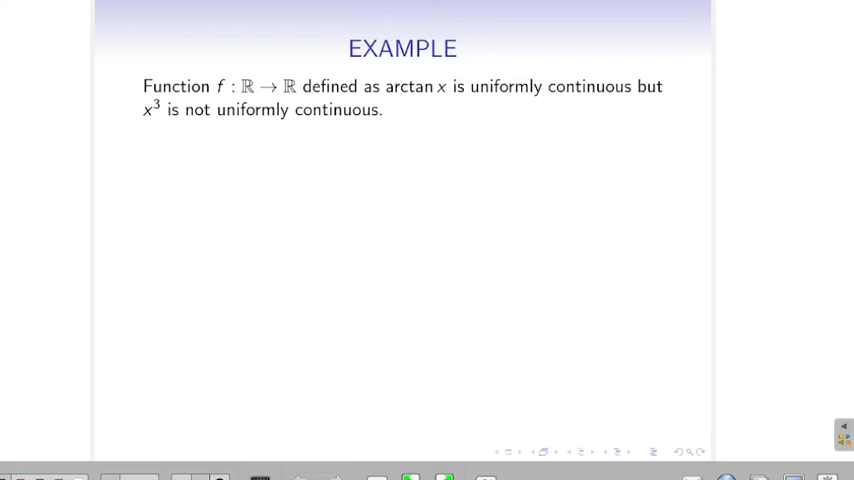 EXAMPLE
Function f : ℝ → ℝ defined as arctan x is uniformly continuous but
x³ is not uniformly continuous.